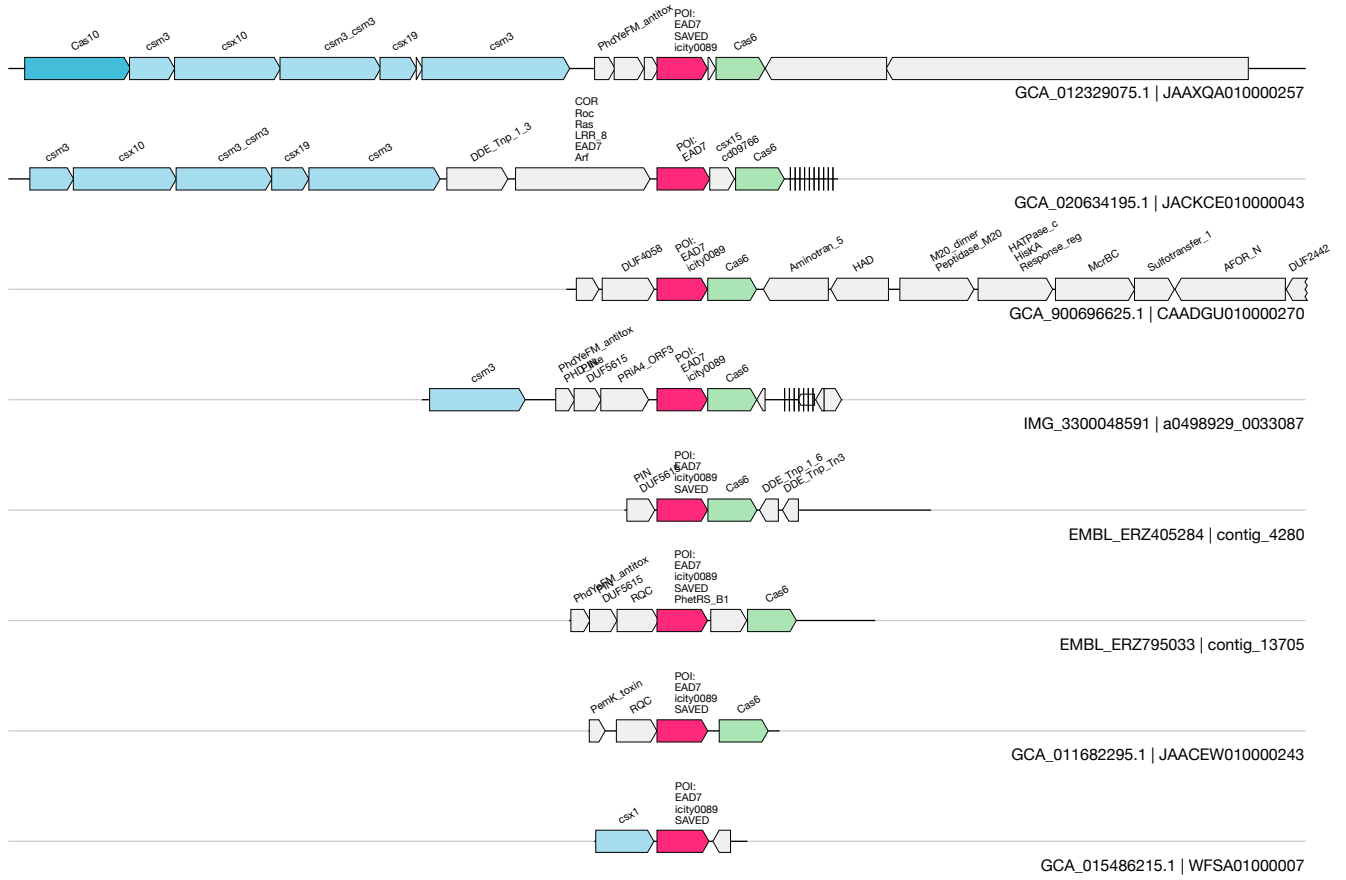 Cas10
csm3
csx10
csm3_csm3
csx19
csm3
PhdYeFM_antitox
POI:
EAD7
SAVED
icity0089
Cas6
GCA_012329075.1 | JAAXQA010000257
csm3
csx10
csm3_csm3
csx19
csm3
DDE_Tnp_1_3
COR
Roc
Ras
LRR_8
EAD7
Arf
POI:
EAD7
csx15
cd09766
Cas6
GCA_020634195.1 | JACKCE010000043
DUF4058
POI:
EAD7
icity0089
Cas6
Aminotran_5
HAD
M20_dimer
Peptidase_M20
HATPase_c
HisKA
Response_reg
McrBC
Sulfotransfer_1
AFOR_N
DUF2442
GCA_900696625.1 | CAADGU010000270
csm3
PhdYeFM_antitox
DUF5615
PRiA4_ORF3
POI:
EAD7
icity0089
Cas6
IMG_3300048591 | a0498929_0033087
PIN
DUF5615
POI:
EAD7
icity0089
SAVED
Cas6
DDE_Tnp_1_6
DDE_Tnp_Tn3
EMBL_ERZ405284 | contig_4280
PhdYeFM_antitox
PIN
DUF5615
RQC
POI:
EAD7
icity0089
SAVED
PhetRS_B1
Cas6
EMBL_ERZ795033 | contig_13705
PemK_toxin
RQC
POI:
EAD7
icity0089
SAVED
Cas6
GCA_011682295.1 | JAACEW010000243
csx1
POI:
EAD7
icity0089
SAVED
GCA_015486215.1 | WFSA01000007